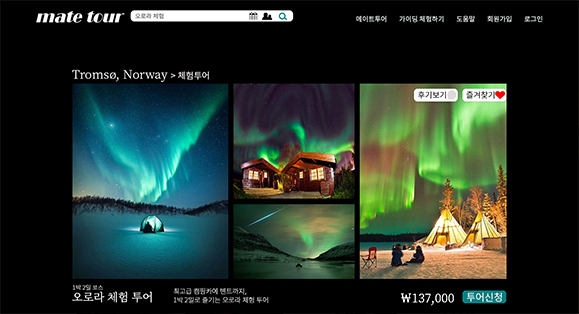 mate tour
오로라 체험
메이트투어 가이딩 체험하기 도움말 회원가입 로그인
Tromsø, Norway > 체험투어
후기보기 즐겨찾기
1박 2일 코스
오로라 체험 투어
최고급 캠핑카에 텐트까지,
1박 2일로 즐기는 오로라 체험 투어
₩137,000 투어신청